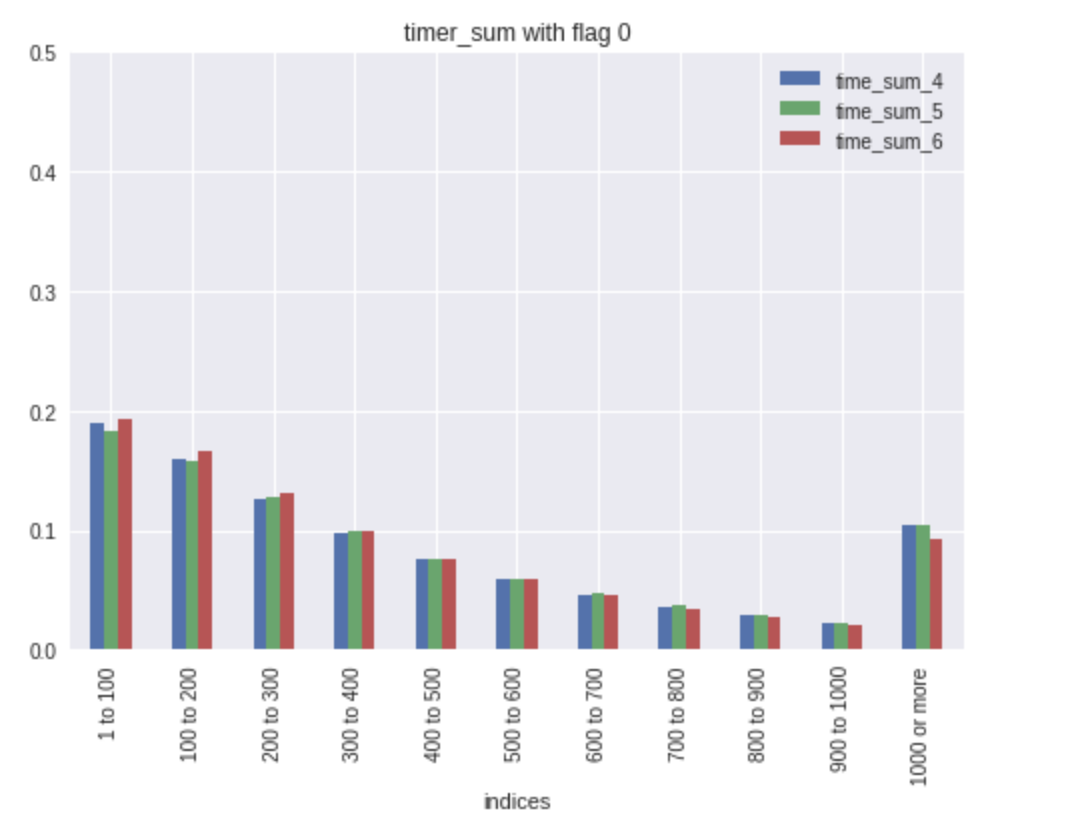 timer_sum with flag 0
0.5
0.4
0.3
0.2
0.1
0.0
time_sum_4
time_sum_5
time_sum_6
1 to 100
100 to 200
200 to 300
300 to 400
400 to 500
500 to 600
600 to 700
700 to 800
800 to 900
900 to 1000
1000 or more
indices